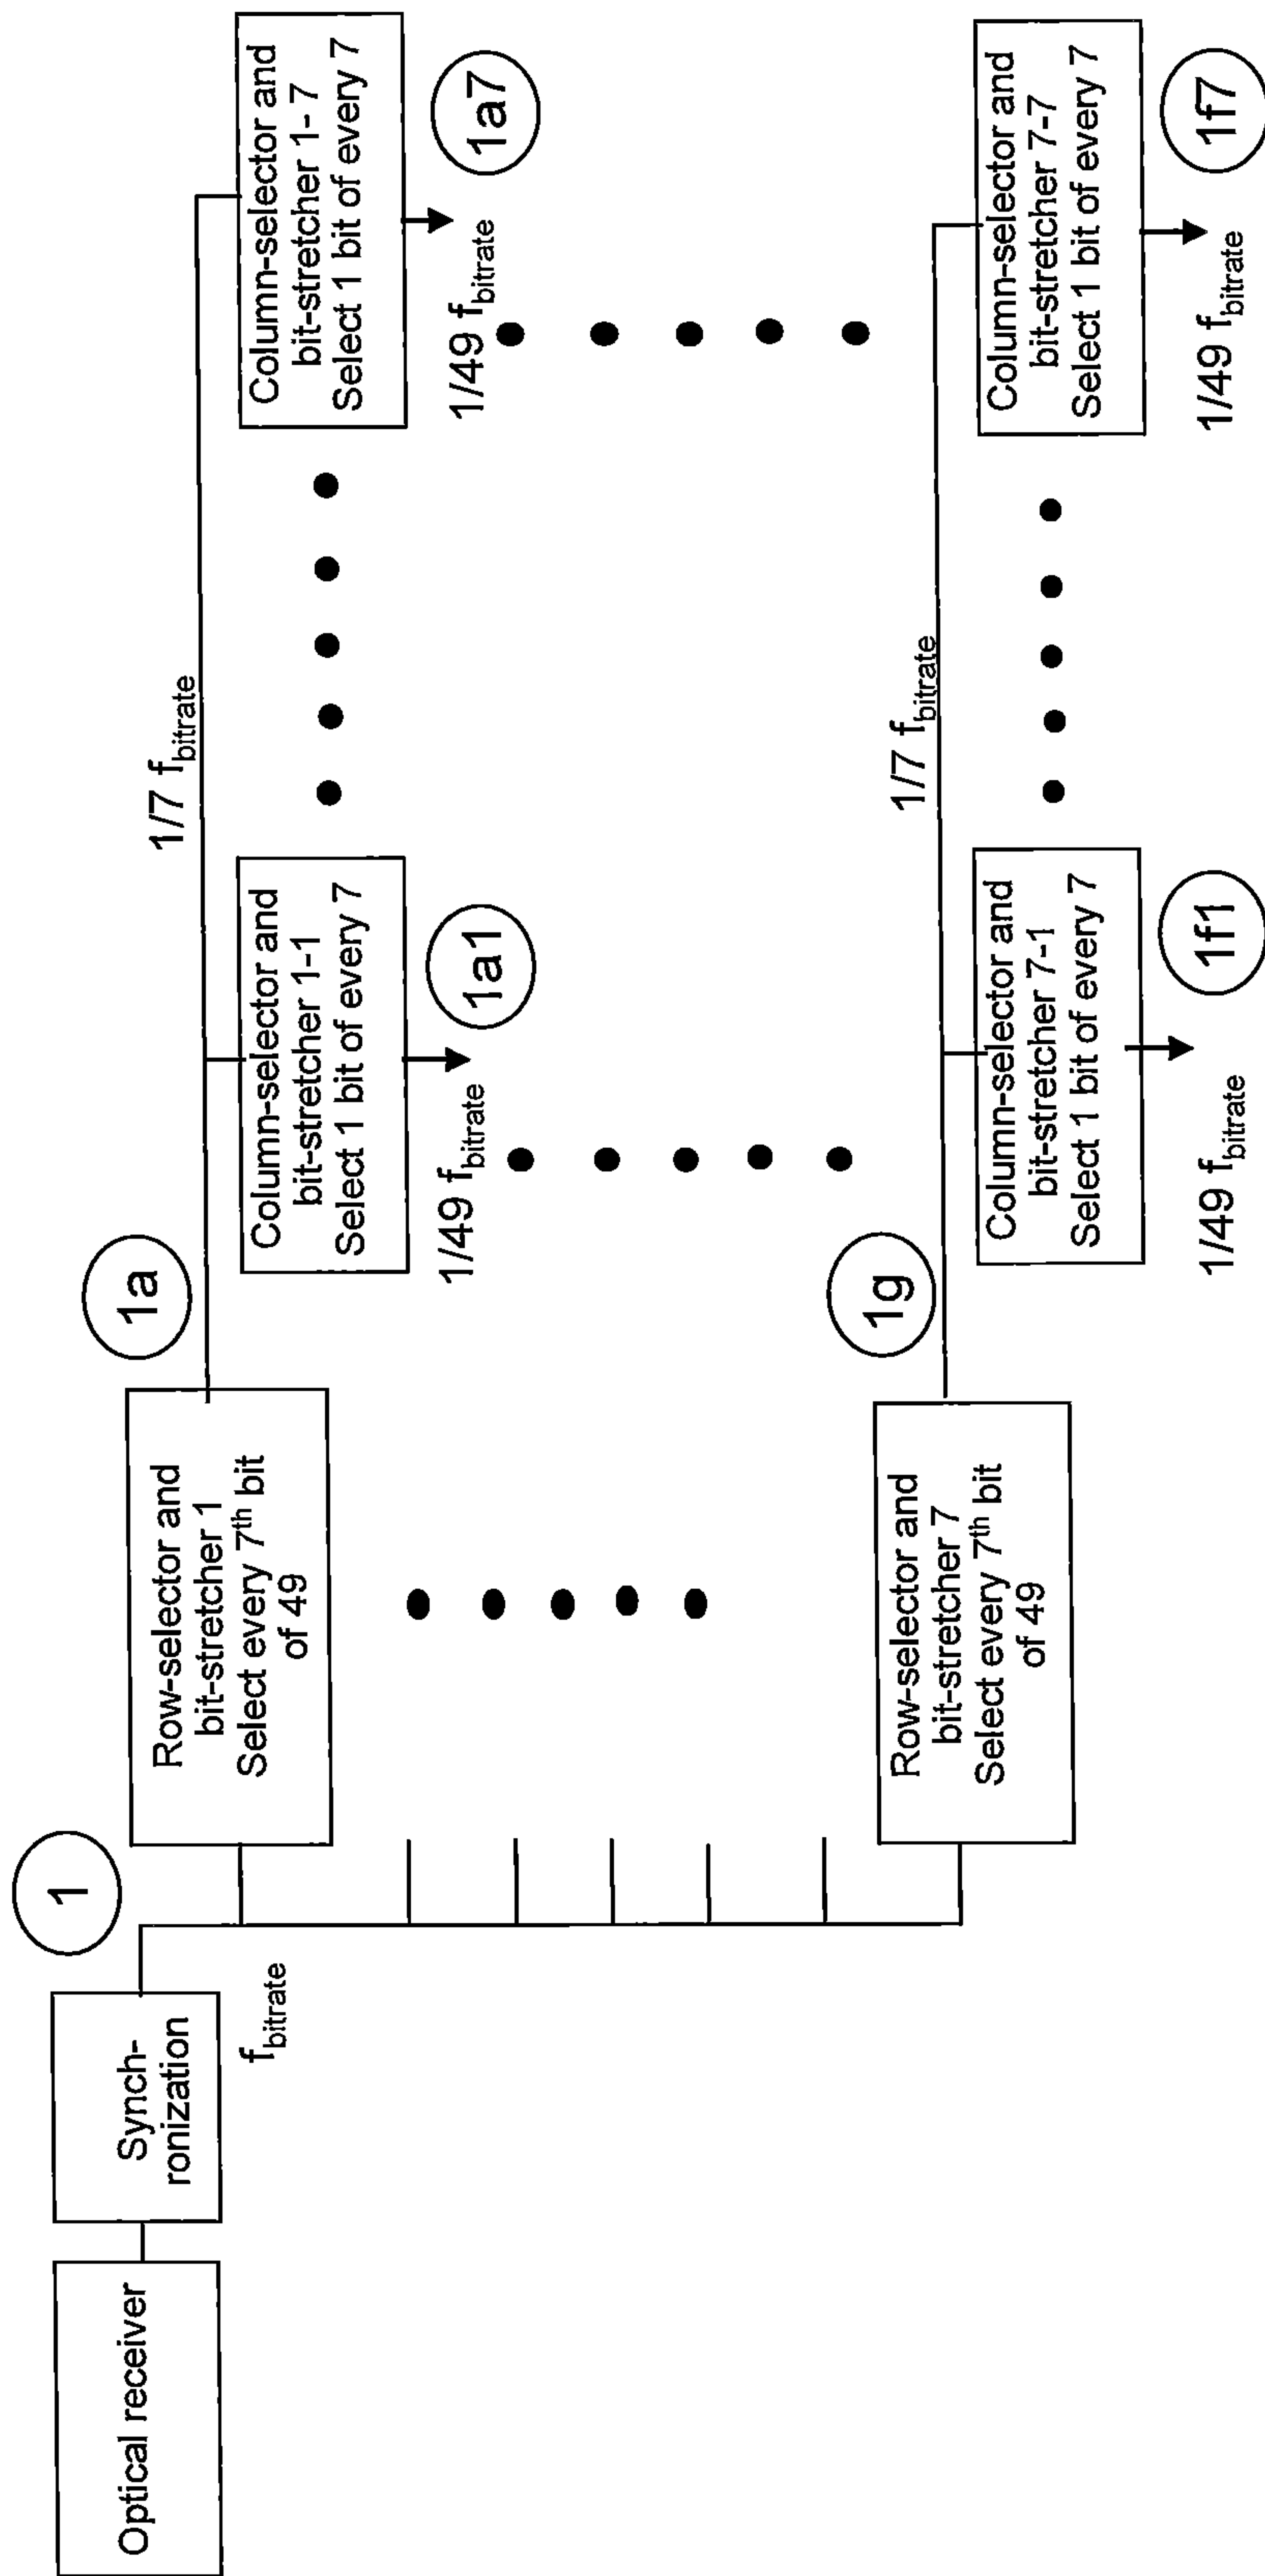 Optical receiver
Synch-
ronization
f_bitrate
1
Row-selector and
bit-stretcher 1
Select every 7th bit
of 49
1a
1/7 f_bitrate
Column-selector and
bit-stretcher 1-1
Select 1 bit of every 7
1/49 f_bitrate
1a1
Column-selector and
bit-stretcher 1- 7
Select 1 bit of every 7
1/49 f_bitrate
1a7
Row-selector and
bit-stretcher 7
Select every 7th bit
of 49
1g
1/7 f_bitrate
Column-selector and
bit-stretcher 7-1
Select 1 bit of every 7
1/49 f_bitrate
1f1
Column-selector and
bit-stretcher 7-7
Select 1 bit of every 7
1/49 f_bitrate
1f7